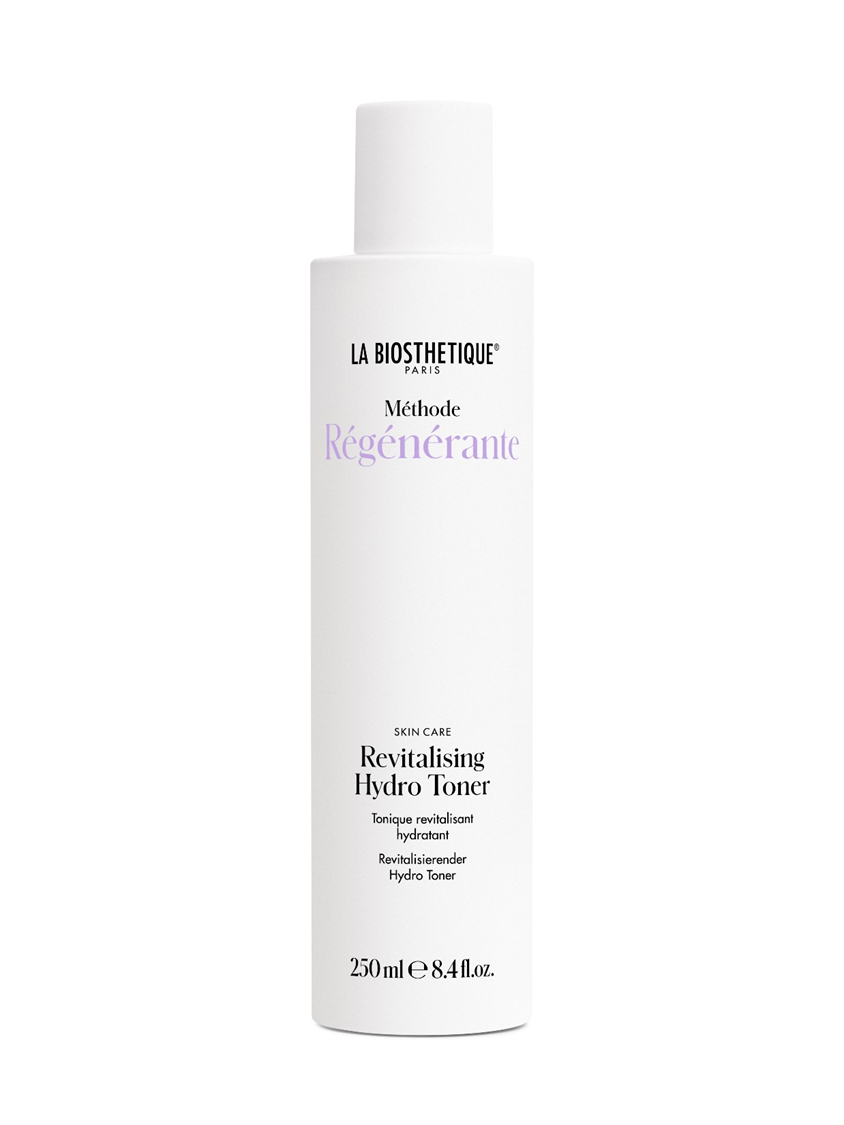 LA BIOSTHETIQUE®
PARIS
Méthode
Régénérante
SKIN CARE
Revitalising
Hydro Toner
Tonique revitalisant
hydratant
Revitalisierender
Hydro Toner
250 ml ℮ 8.4 fl.oz.